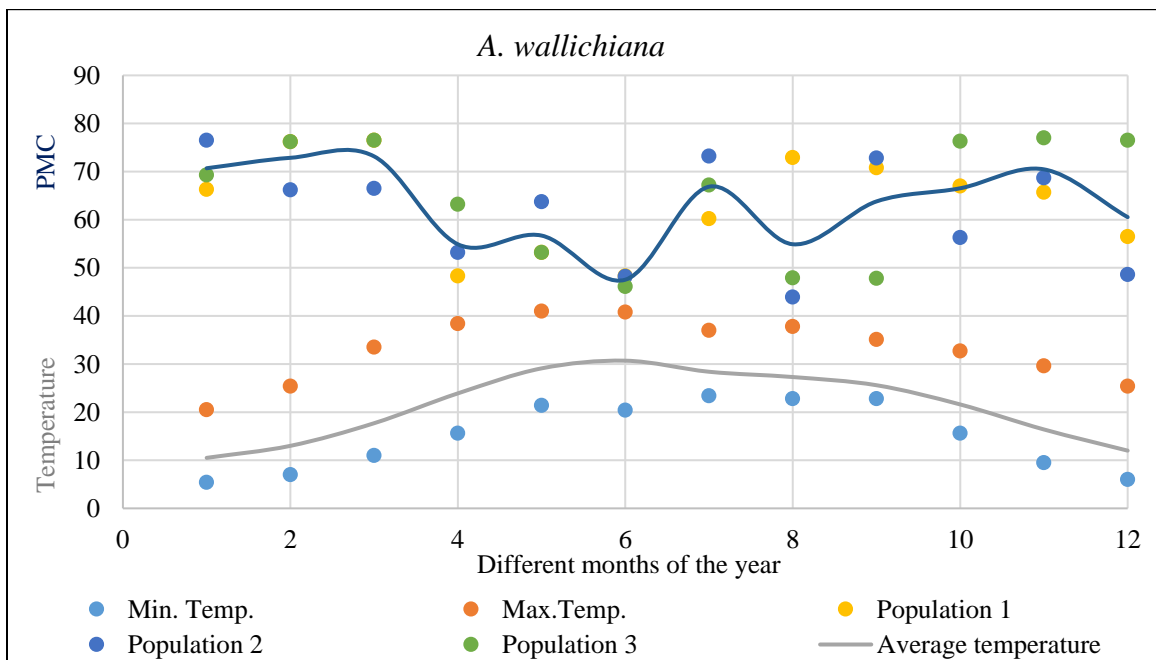 A. wallichiana
90
80
70
60
50
40
30
20
10
0
PMC
Temperature
0 2 4 6 8 10 12
Different months of the year
Min. Temp. Max.Temp. Population 1
Population 2 Population 3 Average temperature